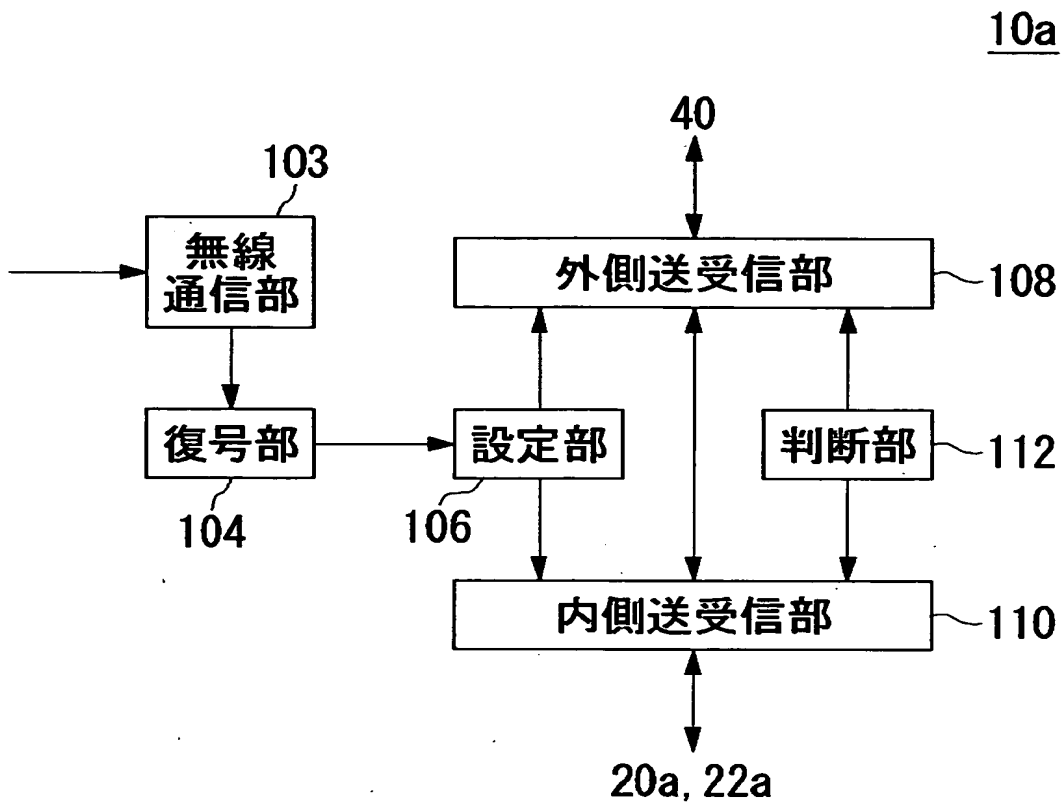 10a
40
103
無線
通信部
外側送受信部
108
復号部
設定部
判断部
112
104
106
内側送受信部
110
20a, 22a